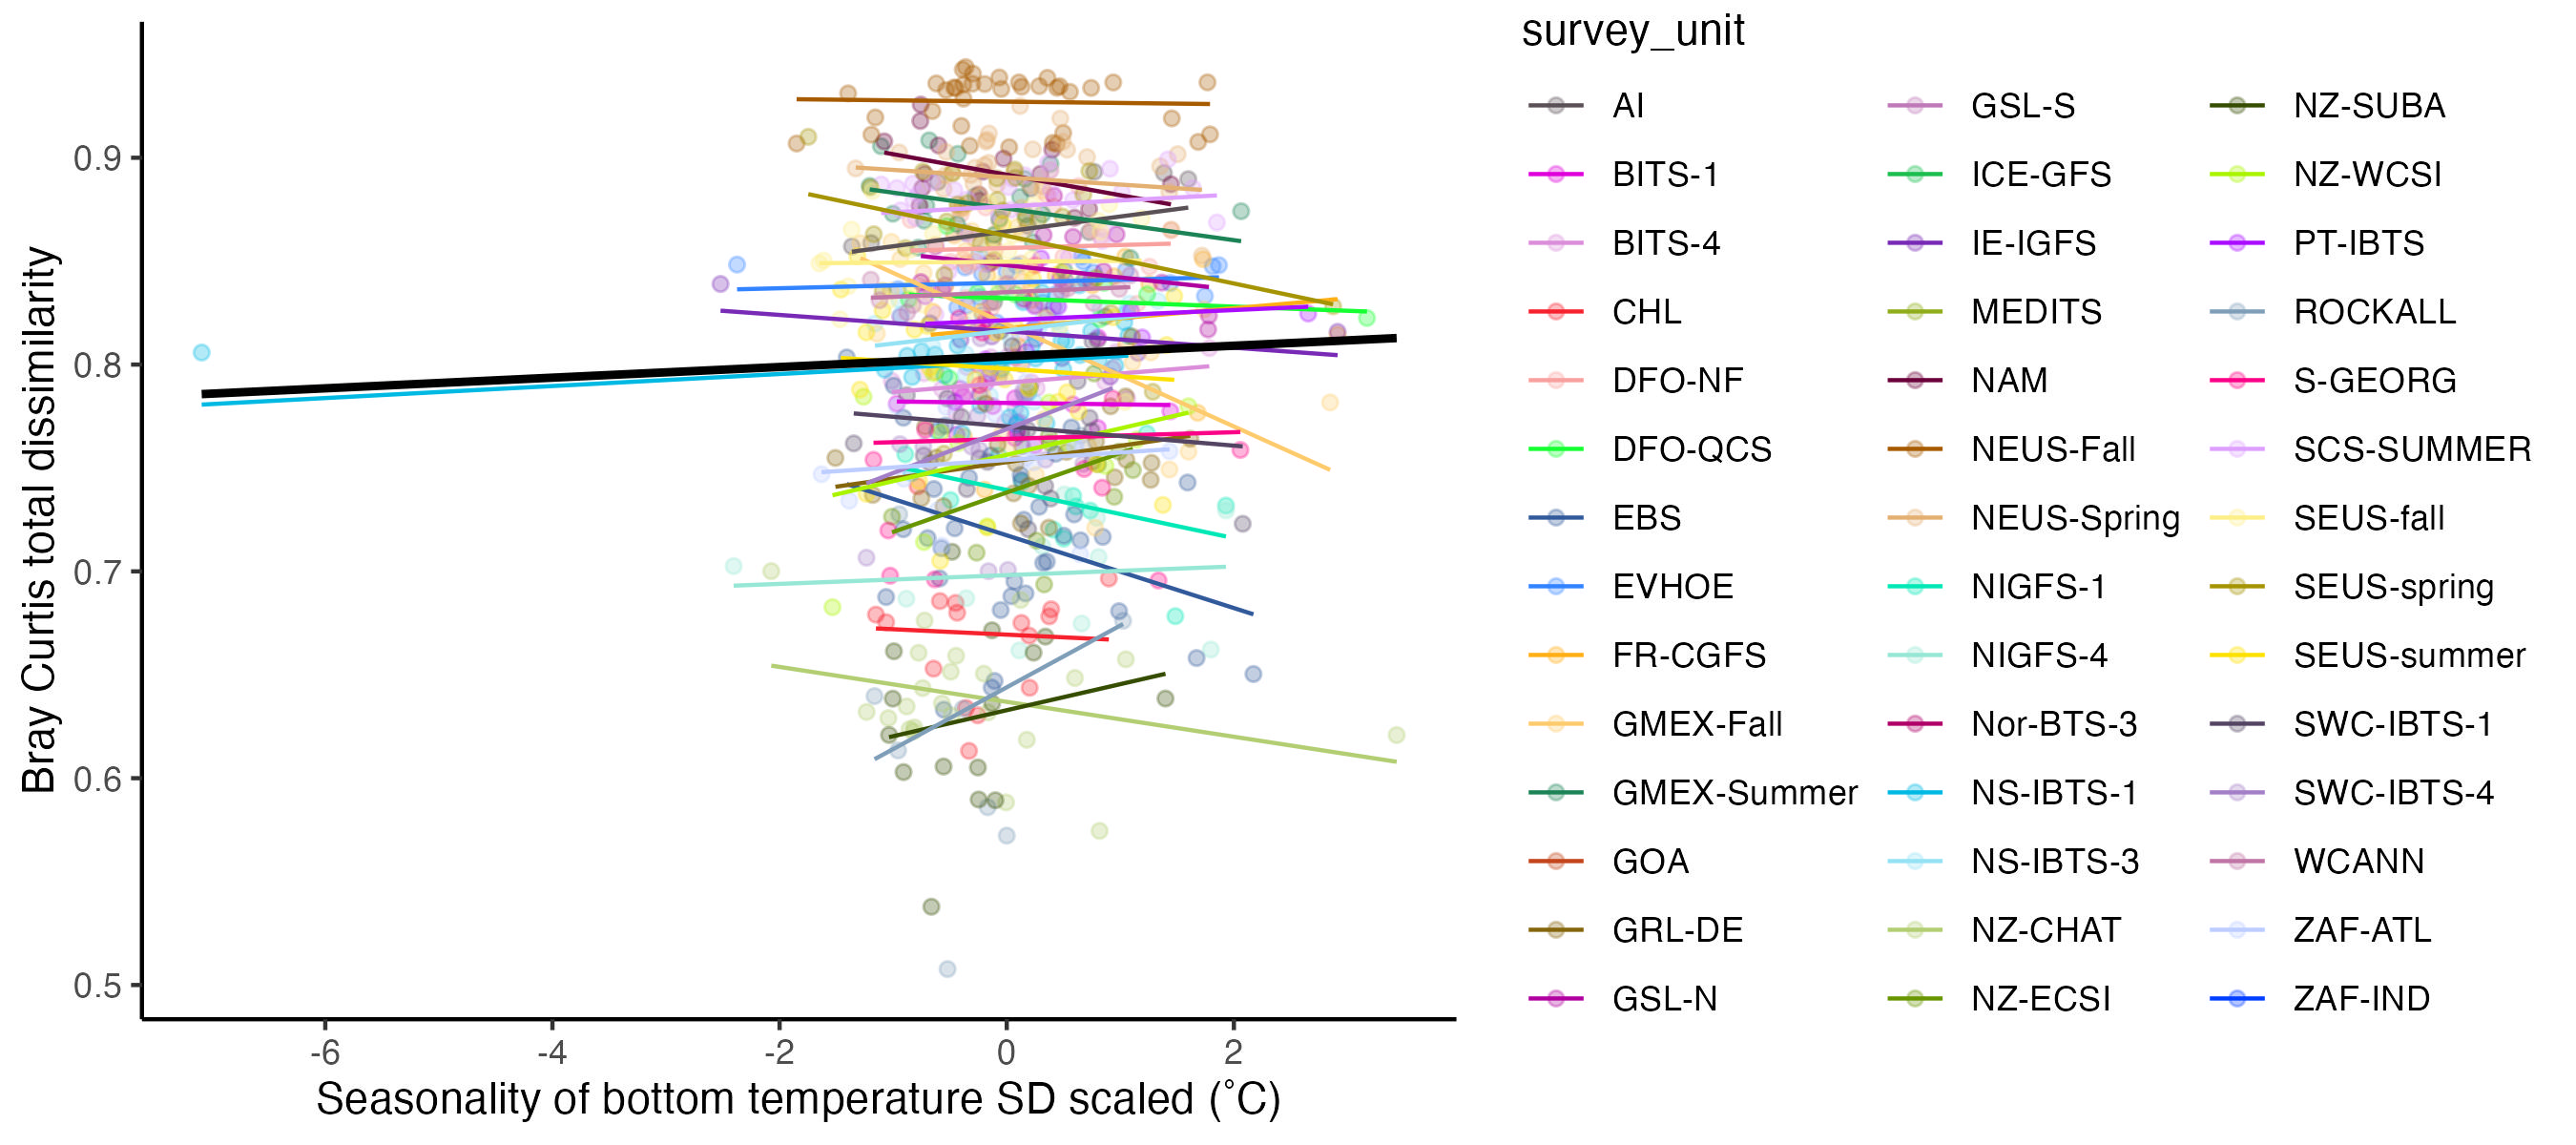 survey_unit
AI
BITS-1
BITS-4
CHL
DFO-NF
DFO-QCS
EBS
EVHOE
FR-CGFS
GMEX-Fall
GMEX-Summer
GOA
GRL-DE
GSL-N
GSL-S
ICE-GFS
IE-IGFS
MEDITS
NAM
NEUS-Fall
NEUS-Spring
NIGFS-1
NIGFS-4
Nor-BTS-3
NS-IBTS-1
NS-IBTS-3
NZ-CHAT
NZ-ECSI
NZ-SUBA
NZ-WCSI
PT-IBTS
ROCKALL
S-GEORG
SCS-SUMMER
SEUS-fall
SEUS-spring
SEUS-summer
SWC-IBTS-1
SWC-IBTS-4
WCANN
ZAF-ATL
ZAF-IND
Bray Curtis total dissimilarity
0.9
0.8
0.7
0.6
0.5
-6 -4 -2 0 2
Seasonality of bottom temperature SD scaled (˚C)